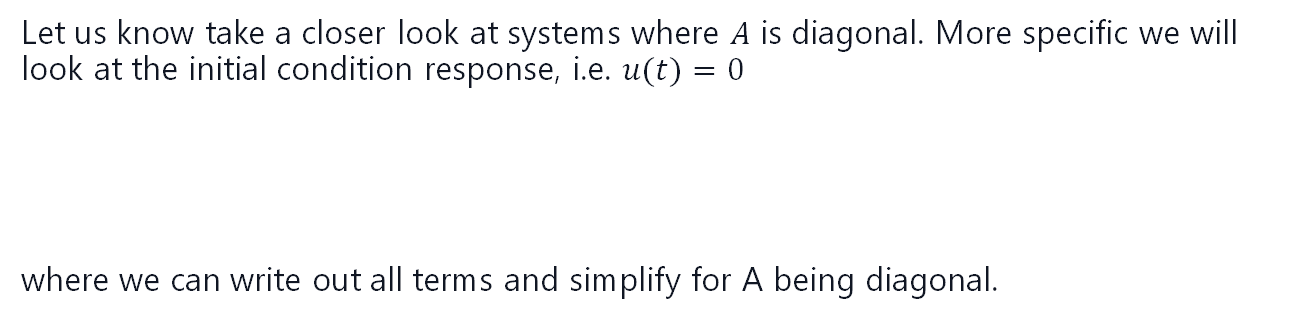 Let us know take a closer look at systems where A is diagonal. More specific we will
look at the initial condition response, i.e. u(t) = 0
where we can write out all terms and simplify for A being diagonal.